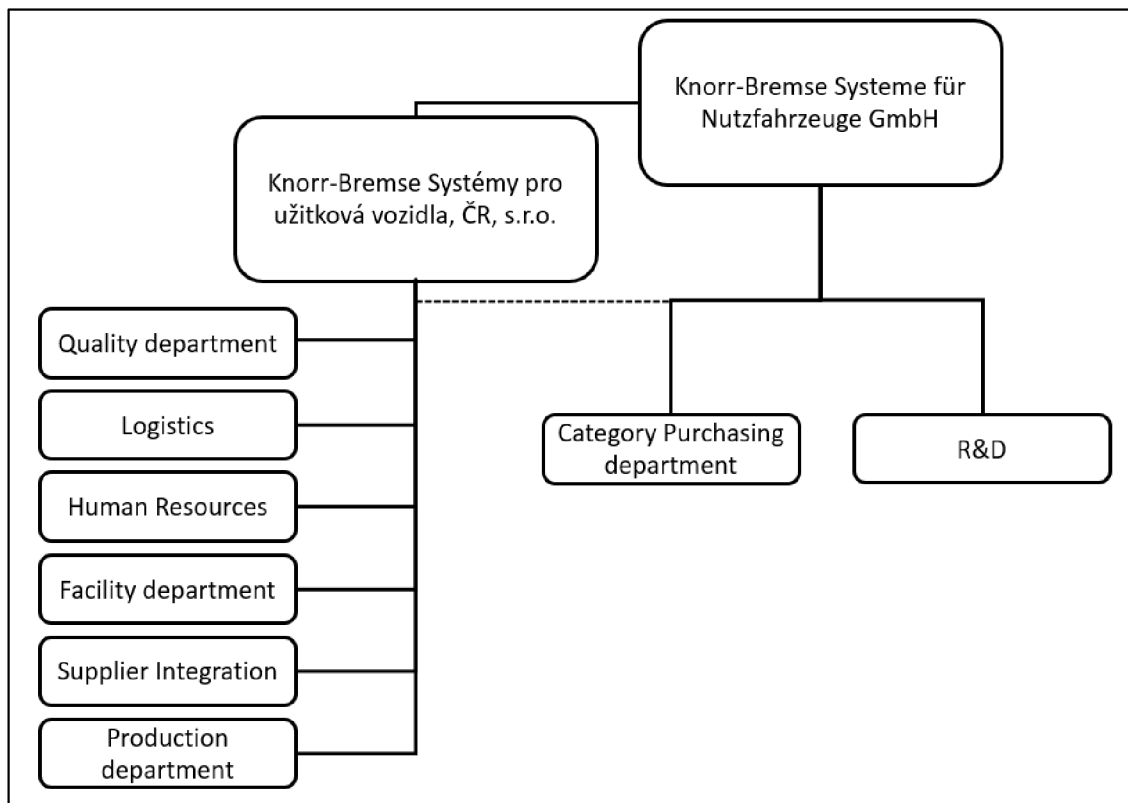 Knorr-Bremse Systeme für
Nutzfahrzeuge GmbH
Knorr-Bremse Systémy pro
užitková vozidla, ČR, s.r.o.
Quality department
Logistics
Human Resources
Facility department
Supplier Integration
Production
department
Category Purchasing
department
R&D